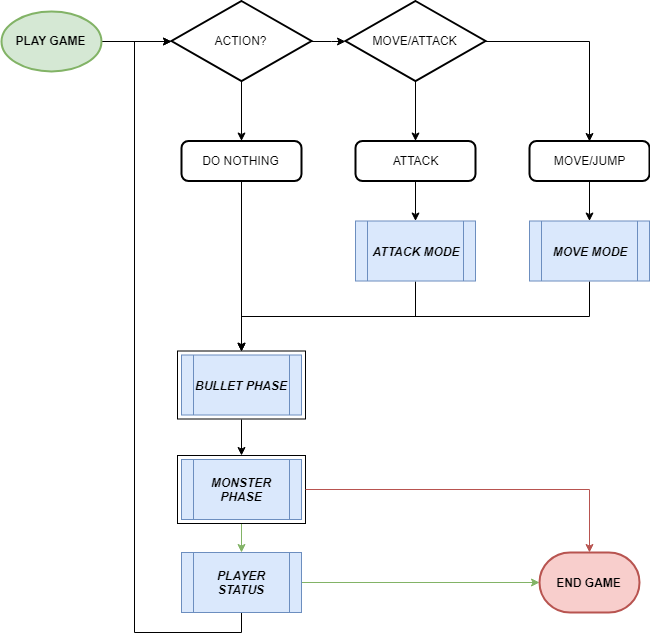 PLAY GAME
ACTION?
MOVE/ATTACK
DO NOTHING
ATTACK
MOVE/JUMP
ATTACK MODE
MOVE MODE
BULLET PHASE
MONSTER
PHASE
PLAYER
STATUS
END GAME